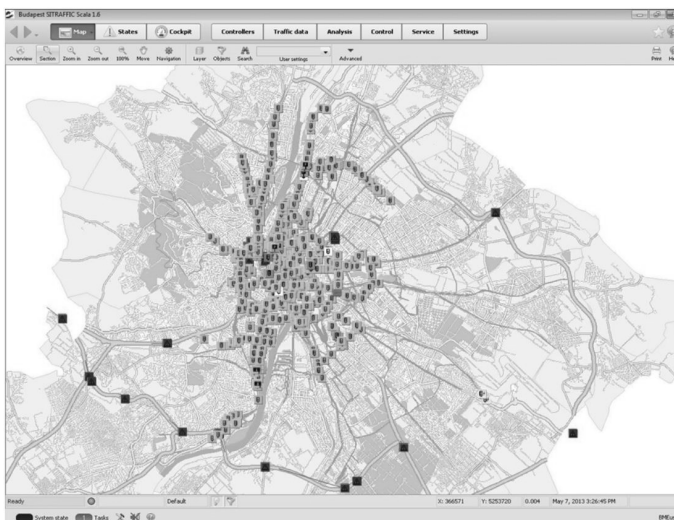 Budapest SITRAFFIC Scala 1.6
Map States Cockpit Controllers Traffic data Analysis Control Service Settings
Overview Section Zoom in Zoom out 100% Move Navigation Layer Objects Search User settings Advanced Print
Ready Default X: 366571 Y: 5253720 0.004 May 7, 2013 3:26:45 PM
System state Tasks